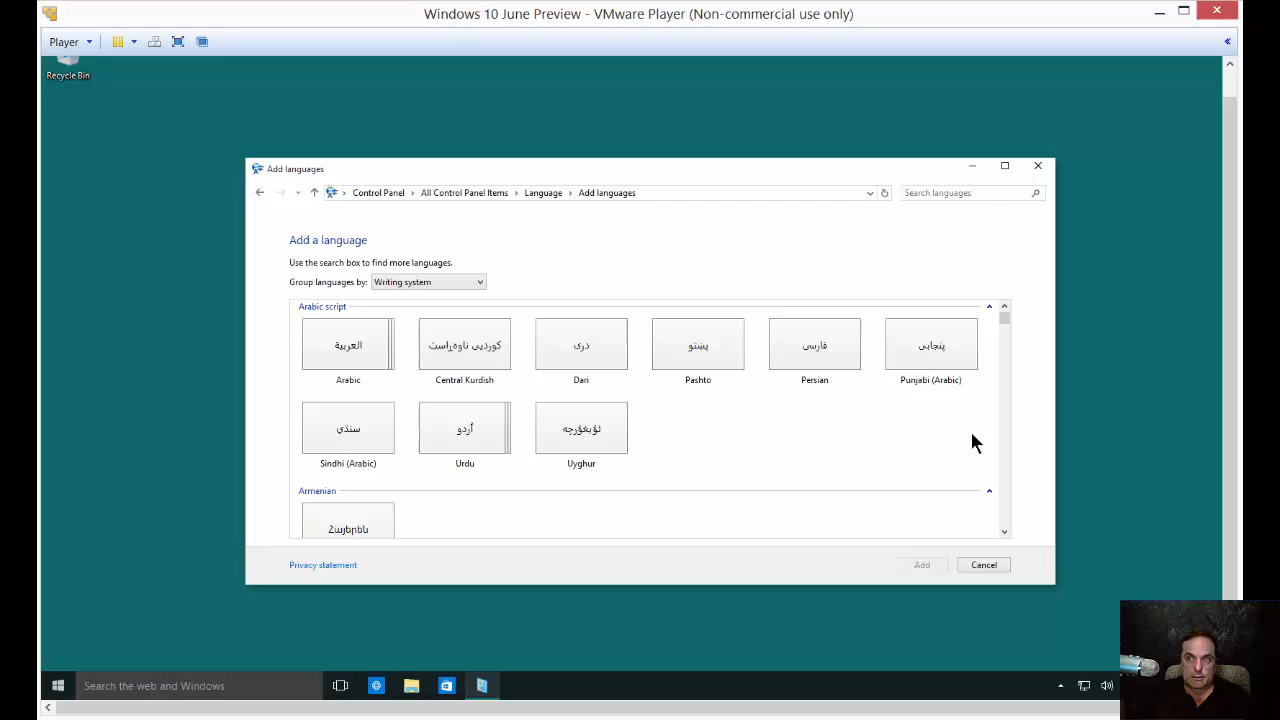 Windows 10 June Preview - VMware Player (Non-commercial use only)
Player
Recycle Bin
Add languages
Control Panel All Control Panel Items Language Add languages
Search languages
Add a language
Use the search box to find more languages.
Group languages by: Writing system
Arabic script
العربية
کوردیی ناوەڕاست
درى
پښتو
فارسى
پنجابی
Arabic
Central Kurdish
Dari
Pashto
Persian
Punjabi (Arabic)
سنڌي
اُردو
ئۇيغۇرچە
Sindhi (Arabic)
Urdu
Uyghur
Armenian
Հայերեն
Privacy statement
Add
Cancel
Search the web and Windows